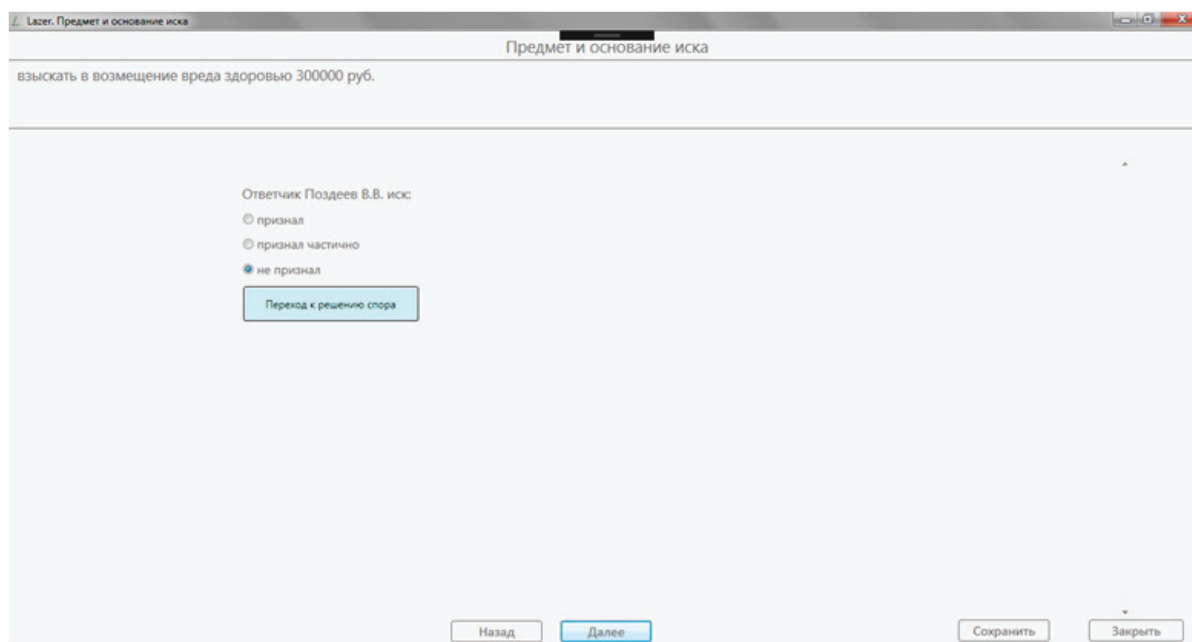 Lazer. Предмет и основание иска
Предмет и основание иска
взыскать в возмещение вреда здоровью 300000 руб.
Ответчик Поздеев В.В. иск:
признал
признал частично
не признал
Переход к решению спора
Назад Далее Сохранить Закрыть